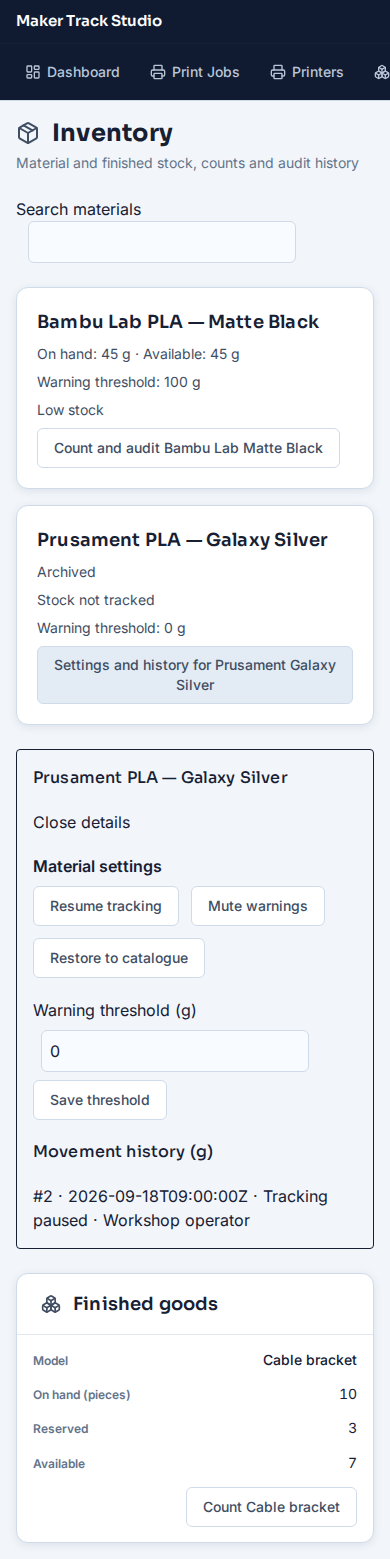 Maker Track Studio
Dashboard
Print Jobs
Printers
Inventory
Material and finished stock, counts and audit history
Search materials
Bambu Lab PLA — Matte Black
On hand: 45 g · Available: 45 g
Warning threshold: 100 g
Low stock
Count and audit Bambu Lab Matte Black
Prusament PLA — Galaxy Silver
Archived
Stock not tracked
Warning threshold: 0 g
Settings and history for Prusament Galaxy
Silver
Prusament PLA — Galaxy Silver
Close details
Material settings
Resume tracking
Mute warnings
Restore to catalogue
Warning threshold (g)
0
Save threshold
Movement history (g)
#2 · 2026-09-18T09:00:00Z · Tracking
paused · Workshop operator
Finished goods
Model
Cable bracket
On hand (pieces)
10
Reserved
3
Available
7
Count Cable bracket